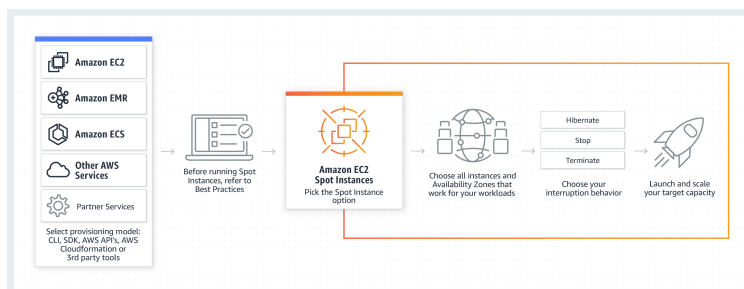 Amazon EC2
Amazon EMR
Amazon ECS
Other AWS
Services
Partner Services
Select provisioning model:
CLI, SDK, AWS API's, AWS
Cloudformation or
3rd party tools
Before running Spot
Instances, refer to
Best Practices
Amazon EC2
Spot Instances
Pick the Spot Instance
option
Choose all instances and
Availability Zones that
work for your workloads
Hibernate
Stop
Terminate
Choose your
interruption behavior
Launch and scale
your target capacity